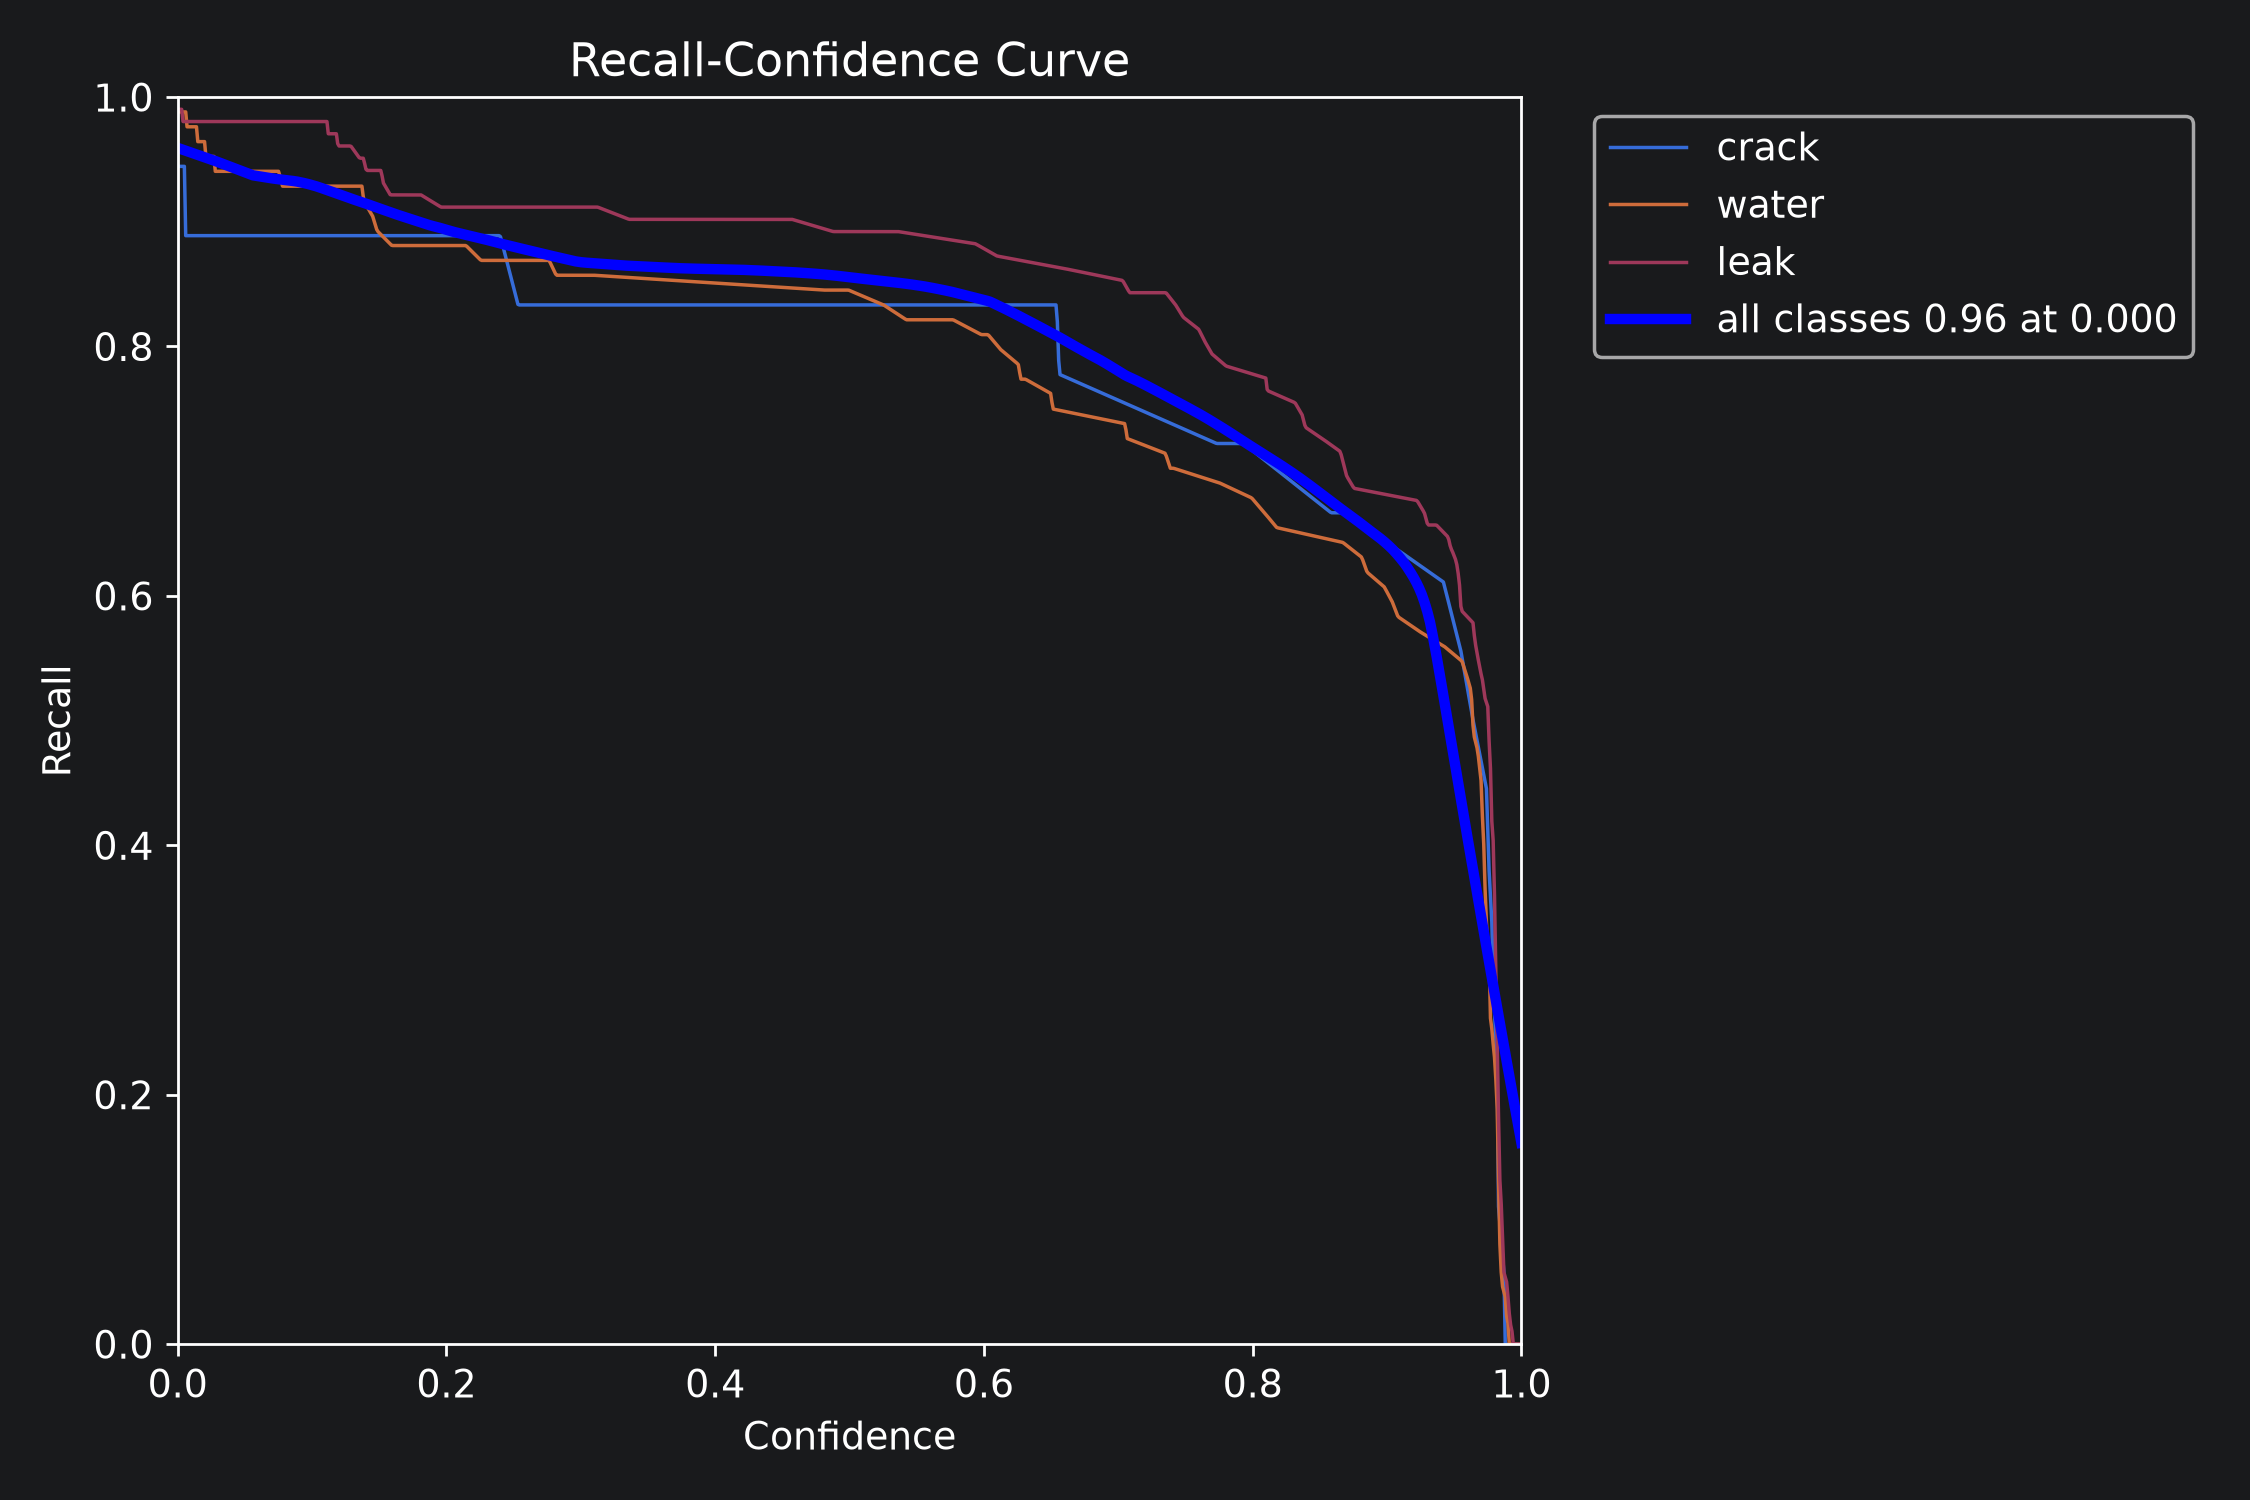 Recall-Confidence Curve
1.0
0.8
0.6
0.4
0.2
0.0
Recall
0.0 0.2 0.4 0.6 0.8 1.0
Confidence
crack
water
leak
all classes 0.96 at 0.000